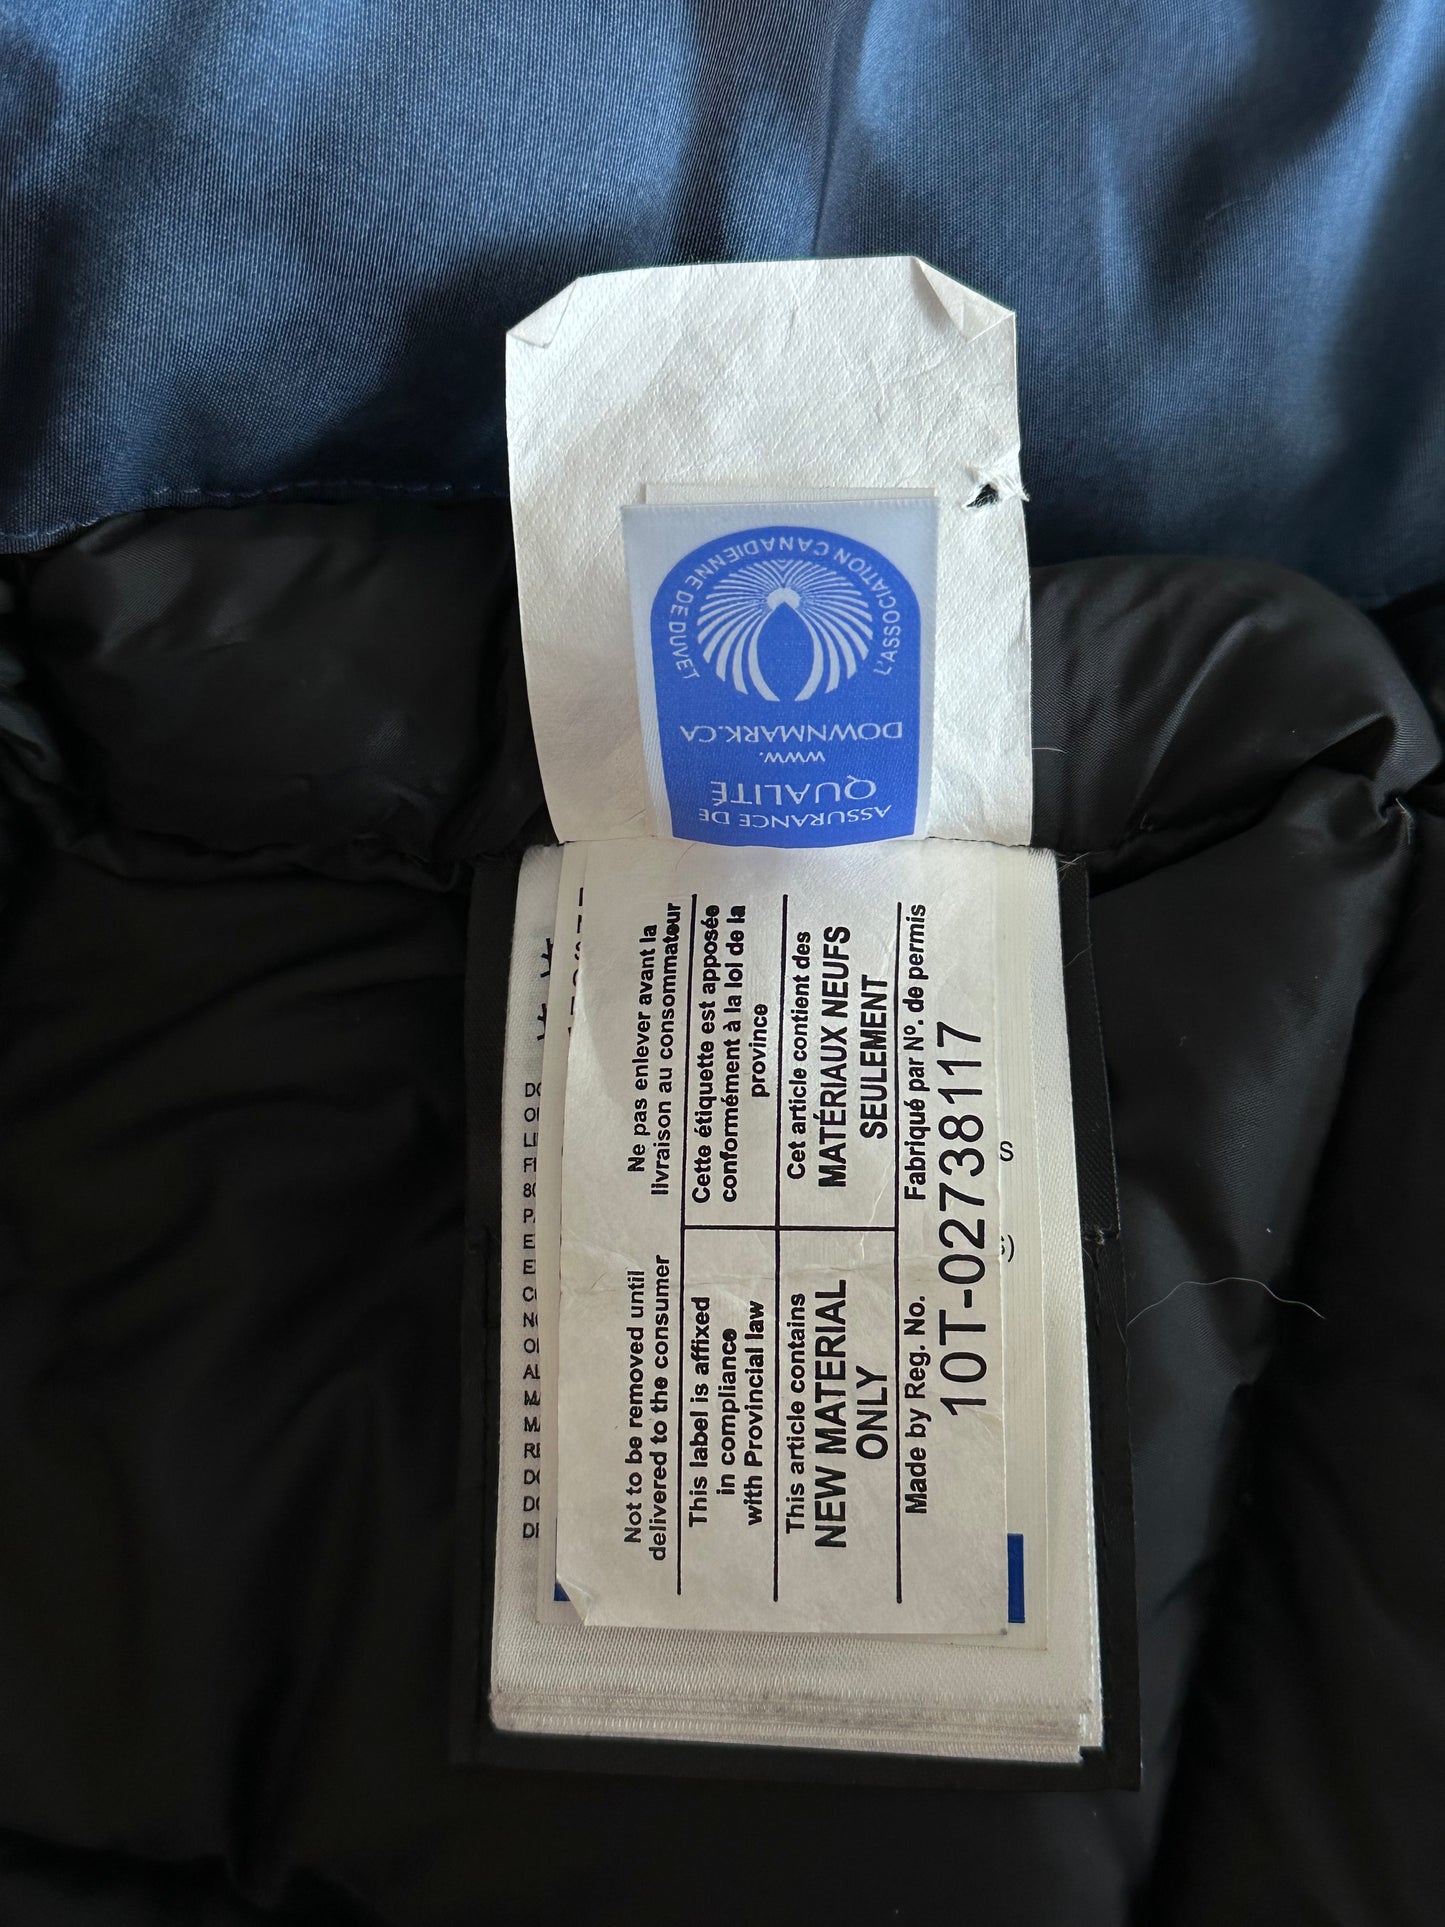 L'ASSOCIATION CANADIENNE DE DUVET
WWW.
DOWNMARK.CA
ASSURANCE DE
QUALITÉ
Not to be removed until
delivered to the consumer
Ne pas enlever avant la
livraison au consommateur
This label is affixed
in compliance
with Provincial law
Cette étiquette est apposée
conformément à la loi de la
province
This article contains
NEW MATERIAL
ONLY
Cet article contient des
MATÉRIAUX NEUFS
SEULEMENT
Made by Reg. No.
Fabriqué par Nº. de permis
10T-02738117